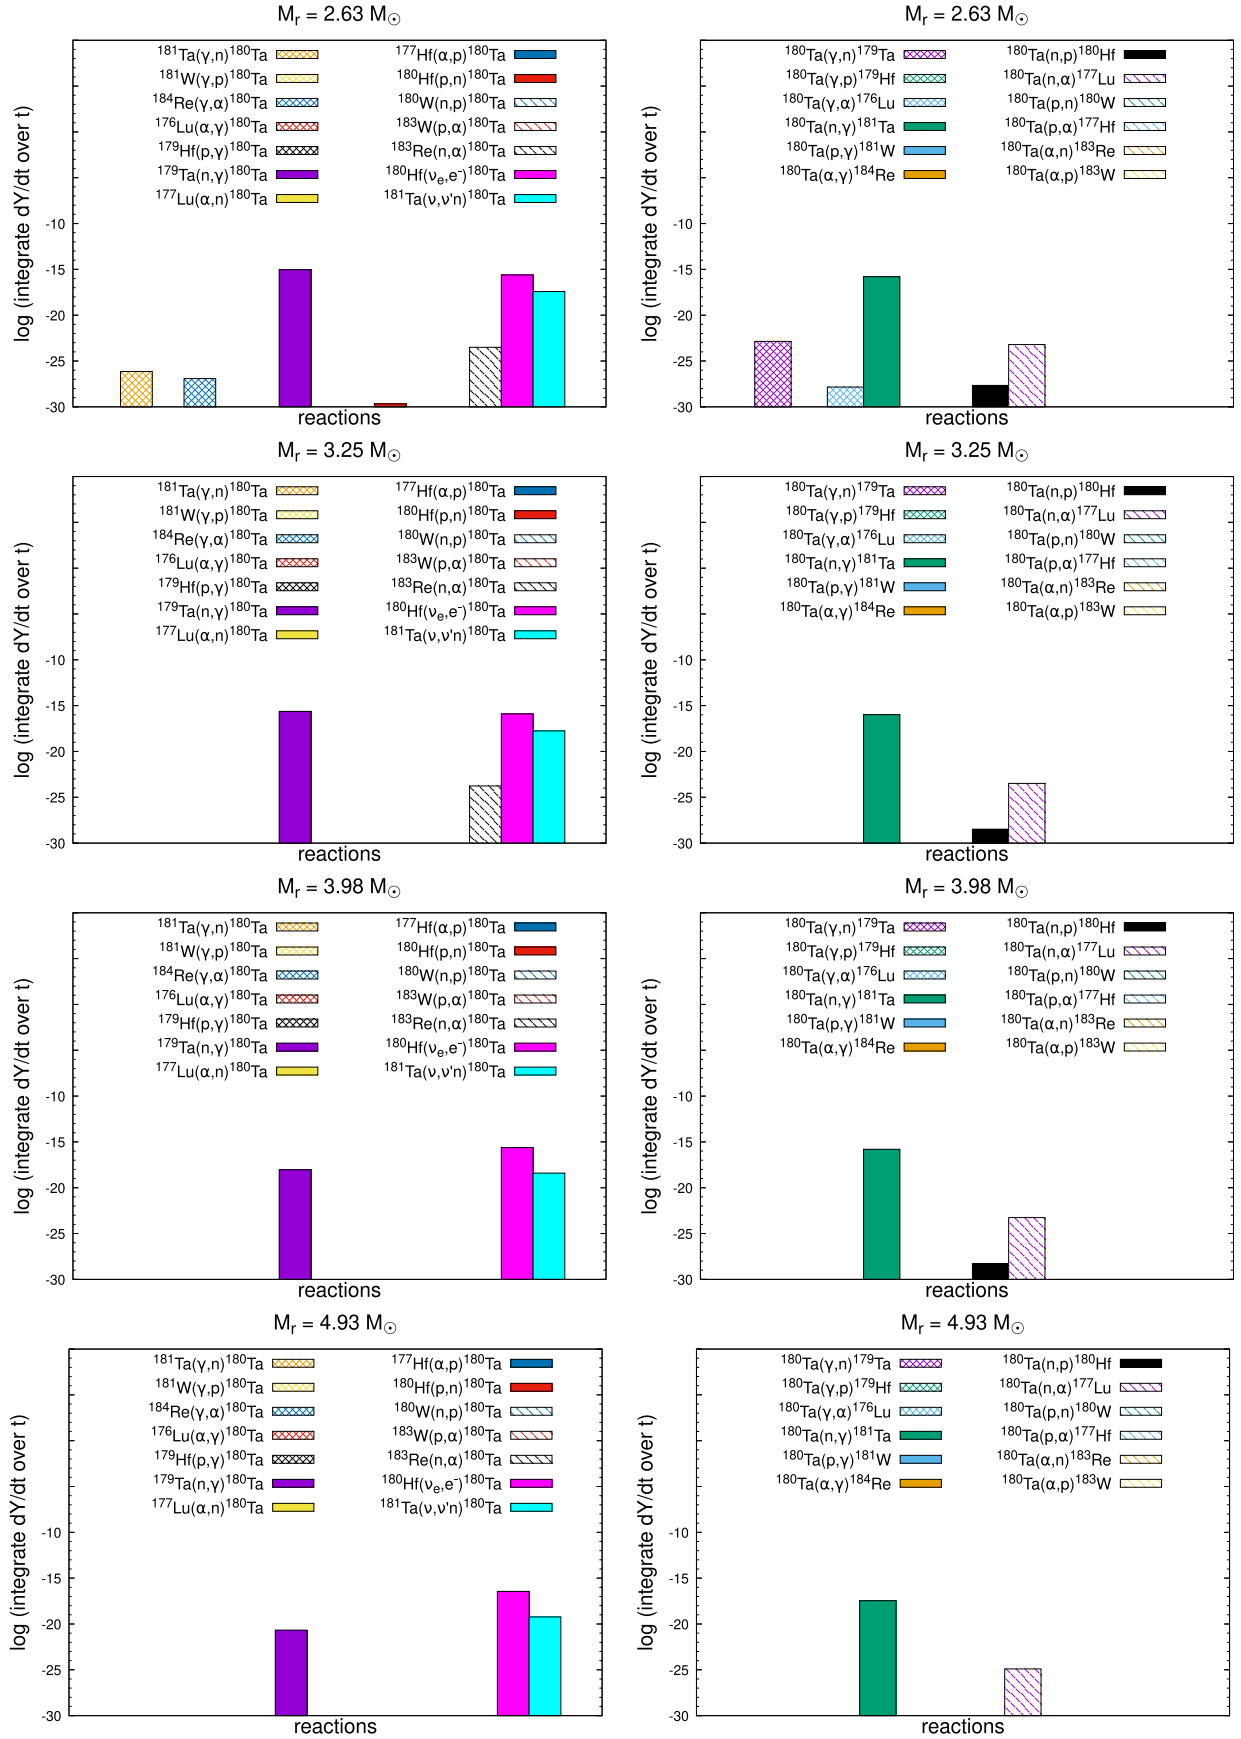 M_r = 2.63 M_☉
log (integrate dY/dt over t)
¹⁸¹Ta(γ,n)¹⁸⁰Ta
¹⁸¹W(γ,p)¹⁸⁰Ta
¹⁸⁴Re(γ,α)¹⁸⁰Ta
¹⁷⁶Lu(α,γ)¹⁸⁰Ta
¹⁷⁹Hf(p,γ)¹⁸⁰Ta
¹⁷⁹Ta(n,γ)¹⁸⁰Ta
¹⁷⁷Lu(α,n)¹⁸⁰Ta
¹⁷⁷Hf(α,p)¹⁸⁰Ta
¹⁸⁰Hf(p,n)¹⁸⁰Ta
¹⁸⁰W(n,p)¹⁸⁰Ta
¹⁸³W(p,α)¹⁸⁰Ta
¹⁸³Re(n,α)¹⁸⁰Ta
¹⁸⁰Hf(νₑ,e⁻)¹⁸⁰Ta
¹⁸¹Ta(ν,ν'n)¹⁸⁰Ta
-10
-15
-20
-25
-30
reactions
M_r = 2.63 M_☉
log (integrate dY/dt over t)
¹⁸⁰Ta(γ,n)¹⁷⁹Ta
¹⁸⁰Ta(γ,p)¹⁷⁹Hf
¹⁸⁰Ta(γ,α)¹⁷⁶Lu
¹⁸⁰Ta(n,γ)¹⁸¹Ta
¹⁸⁰Ta(p,γ)¹⁸¹W
¹⁸⁰Ta(α,γ)¹⁸⁴Re
¹⁸⁰Ta(n,p)¹⁸⁰Hf
¹⁸⁰Ta(n,α)¹⁷⁷Lu
¹⁸⁰Ta(p,n)¹⁸⁰W
¹⁸⁰Ta(p,α)¹⁷⁷Hf
¹⁸⁰Ta(α,n)¹⁸³Re
¹⁸⁰Ta(α,p)¹⁸³W
-10
-15
-20
-25
-30
reactions
M_r = 3.25 M_☉
log (integrate dY/dt over t)
¹⁸¹Ta(γ,n)¹⁸⁰Ta
¹⁸¹W(γ,p)¹⁸⁰Ta
¹⁸⁴Re(γ,α)¹⁸⁰Ta
¹⁷⁶Lu(α,γ)¹⁸⁰Ta
¹⁷⁹Hf(p,γ)¹⁸⁰Ta
¹⁷⁹Ta(n,γ)¹⁸⁰Ta
¹⁷⁷Lu(α,n)¹⁸⁰Ta
¹⁷⁷Hf(α,p)¹⁸⁰Ta
¹⁸⁰Hf(p,n)¹⁸⁰Ta
¹⁸⁰W(n,p)¹⁸⁰Ta
¹⁸³W(p,α)¹⁸⁰Ta
¹⁸³Re(n,α)¹⁸⁰Ta
¹⁸⁰Hf(νₑ,e⁻)¹⁸⁰Ta
¹⁸¹Ta(ν,ν'n)¹⁸⁰Ta
-10
-15
-20
-25
-30
reactions
M_r = 3.25 M_☉
log (integrate dY/dt over t)
¹⁸⁰Ta(γ,n)¹⁷⁹Ta
¹⁸⁰Ta(γ,p)¹⁷⁹Hf
¹⁸⁰Ta(γ,α)¹⁷⁶Lu
¹⁸⁰Ta(n,γ)¹⁸¹Ta
¹⁸⁰Ta(p,γ)¹⁸¹W
¹⁸⁰Ta(α,γ)¹⁸⁴Re
¹⁸⁰Ta(n,p)¹⁸⁰Hf
¹⁸⁰Ta(n,α)¹⁷⁷Lu
¹⁸⁰Ta(p,n)¹⁸⁰W
¹⁸⁰Ta(p,α)¹⁷⁷Hf
¹⁸⁰Ta(α,n)¹⁸³Re
¹⁸⁰Ta(α,p)¹⁸³W
-10
-15
-20
-25
-30
reactions
M_r = 3.98 M_☉
log (integrate dY/dt over t)
¹⁸¹Ta(γ,n)¹⁸⁰Ta
¹⁸¹W(γ,p)¹⁸⁰Ta
¹⁸⁴Re(γ,α)¹⁸⁰Ta
¹⁷⁶Lu(α,γ)¹⁸⁰Ta
¹⁷⁹Hf(p,γ)¹⁸⁰Ta
¹⁷⁹Ta(n,γ)¹⁸⁰Ta
¹⁷⁷Lu(α,n)¹⁸⁰Ta
¹⁷⁷Hf(α,p)¹⁸⁰Ta
¹⁸⁰Hf(p,n)¹⁸⁰Ta
¹⁸⁰W(n,p)¹⁸⁰Ta
¹⁸³W(p,α)¹⁸⁰Ta
¹⁸³Re(n,α)¹⁸⁰Ta
¹⁸⁰Hf(νₑ,e⁻)¹⁸⁰Ta
¹⁸¹Ta(ν,ν'n)¹⁸⁰Ta
-10
-15
-20
-25
-30
reactions
M_r = 3.98 M_☉
log (integrate dY/dt over t)
¹⁸⁰Ta(γ,n)¹⁷⁹Ta
¹⁸⁰Ta(γ,p)¹⁷⁹Hf
¹⁸⁰Ta(γ,α)¹⁷⁶Lu
¹⁸⁰Ta(n,γ)¹⁸¹Ta
¹⁸⁰Ta(p,γ)¹⁸¹W
¹⁸⁰Ta(α,γ)¹⁸⁴Re
¹⁸⁰Ta(n,p)¹⁸⁰Hf
¹⁸⁰Ta(n,α)¹⁷⁷Lu
¹⁸⁰Ta(p,n)¹⁸⁰W
¹⁸⁰Ta(p,α)¹⁷⁷Hf
¹⁸⁰Ta(α,n)¹⁸³Re
¹⁸⁰Ta(α,p)¹⁸³W
-10
-15
-20
-25
-30
reactions
M_r = 4.93 M_☉
log (integrate dY/dt over t)
¹⁸¹Ta(γ,n)¹⁸⁰Ta
¹⁸¹W(γ,p)¹⁸⁰Ta
¹⁸⁴Re(γ,α)¹⁸⁰Ta
¹⁷⁶Lu(α,γ)¹⁸⁰Ta
¹⁷⁹Hf(p,γ)¹⁸⁰Ta
¹⁷⁹Ta(n,γ)¹⁸⁰Ta
¹⁷⁷Lu(α,n)¹⁸⁰Ta
¹⁷⁷Hf(α,p)¹⁸⁰Ta
¹⁸⁰Hf(p,n)¹⁸⁰Ta
¹⁸⁰W(n,p)¹⁸⁰Ta
¹⁸³W(p,α)¹⁸⁰Ta
¹⁸³Re(n,α)¹⁸⁰Ta
¹⁸⁰Hf(νₑ,e⁻)¹⁸⁰Ta
¹⁸¹Ta(ν,ν'n)¹⁸⁰Ta
-10
-15
-20
-25
-30
reactions
M_r = 4.93 M_☉
log (integrate dY/dt over t)
¹⁸⁰Ta(γ,n)¹⁷⁹Ta
¹⁸⁰Ta(γ,p)¹⁷⁹Hf
¹⁸⁰Ta(γ,α)¹⁷⁶Lu
¹⁸⁰Ta(n,γ)¹⁸¹Ta
¹⁸⁰Ta(p,γ)¹⁸¹W
¹⁸⁰Ta(α,γ)¹⁸⁴Re
¹⁸⁰Ta(n,p)¹⁸⁰Hf
¹⁸⁰Ta(n,α)¹⁷⁷Lu
¹⁸⁰Ta(p,n)¹⁸⁰W
¹⁸⁰Ta(p,α)¹⁷⁷Hf
¹⁸⁰Ta(α,n)¹⁸³Re
¹⁸⁰Ta(α,p)¹⁸³W
-10
-15
-20
-25
-30
reactions